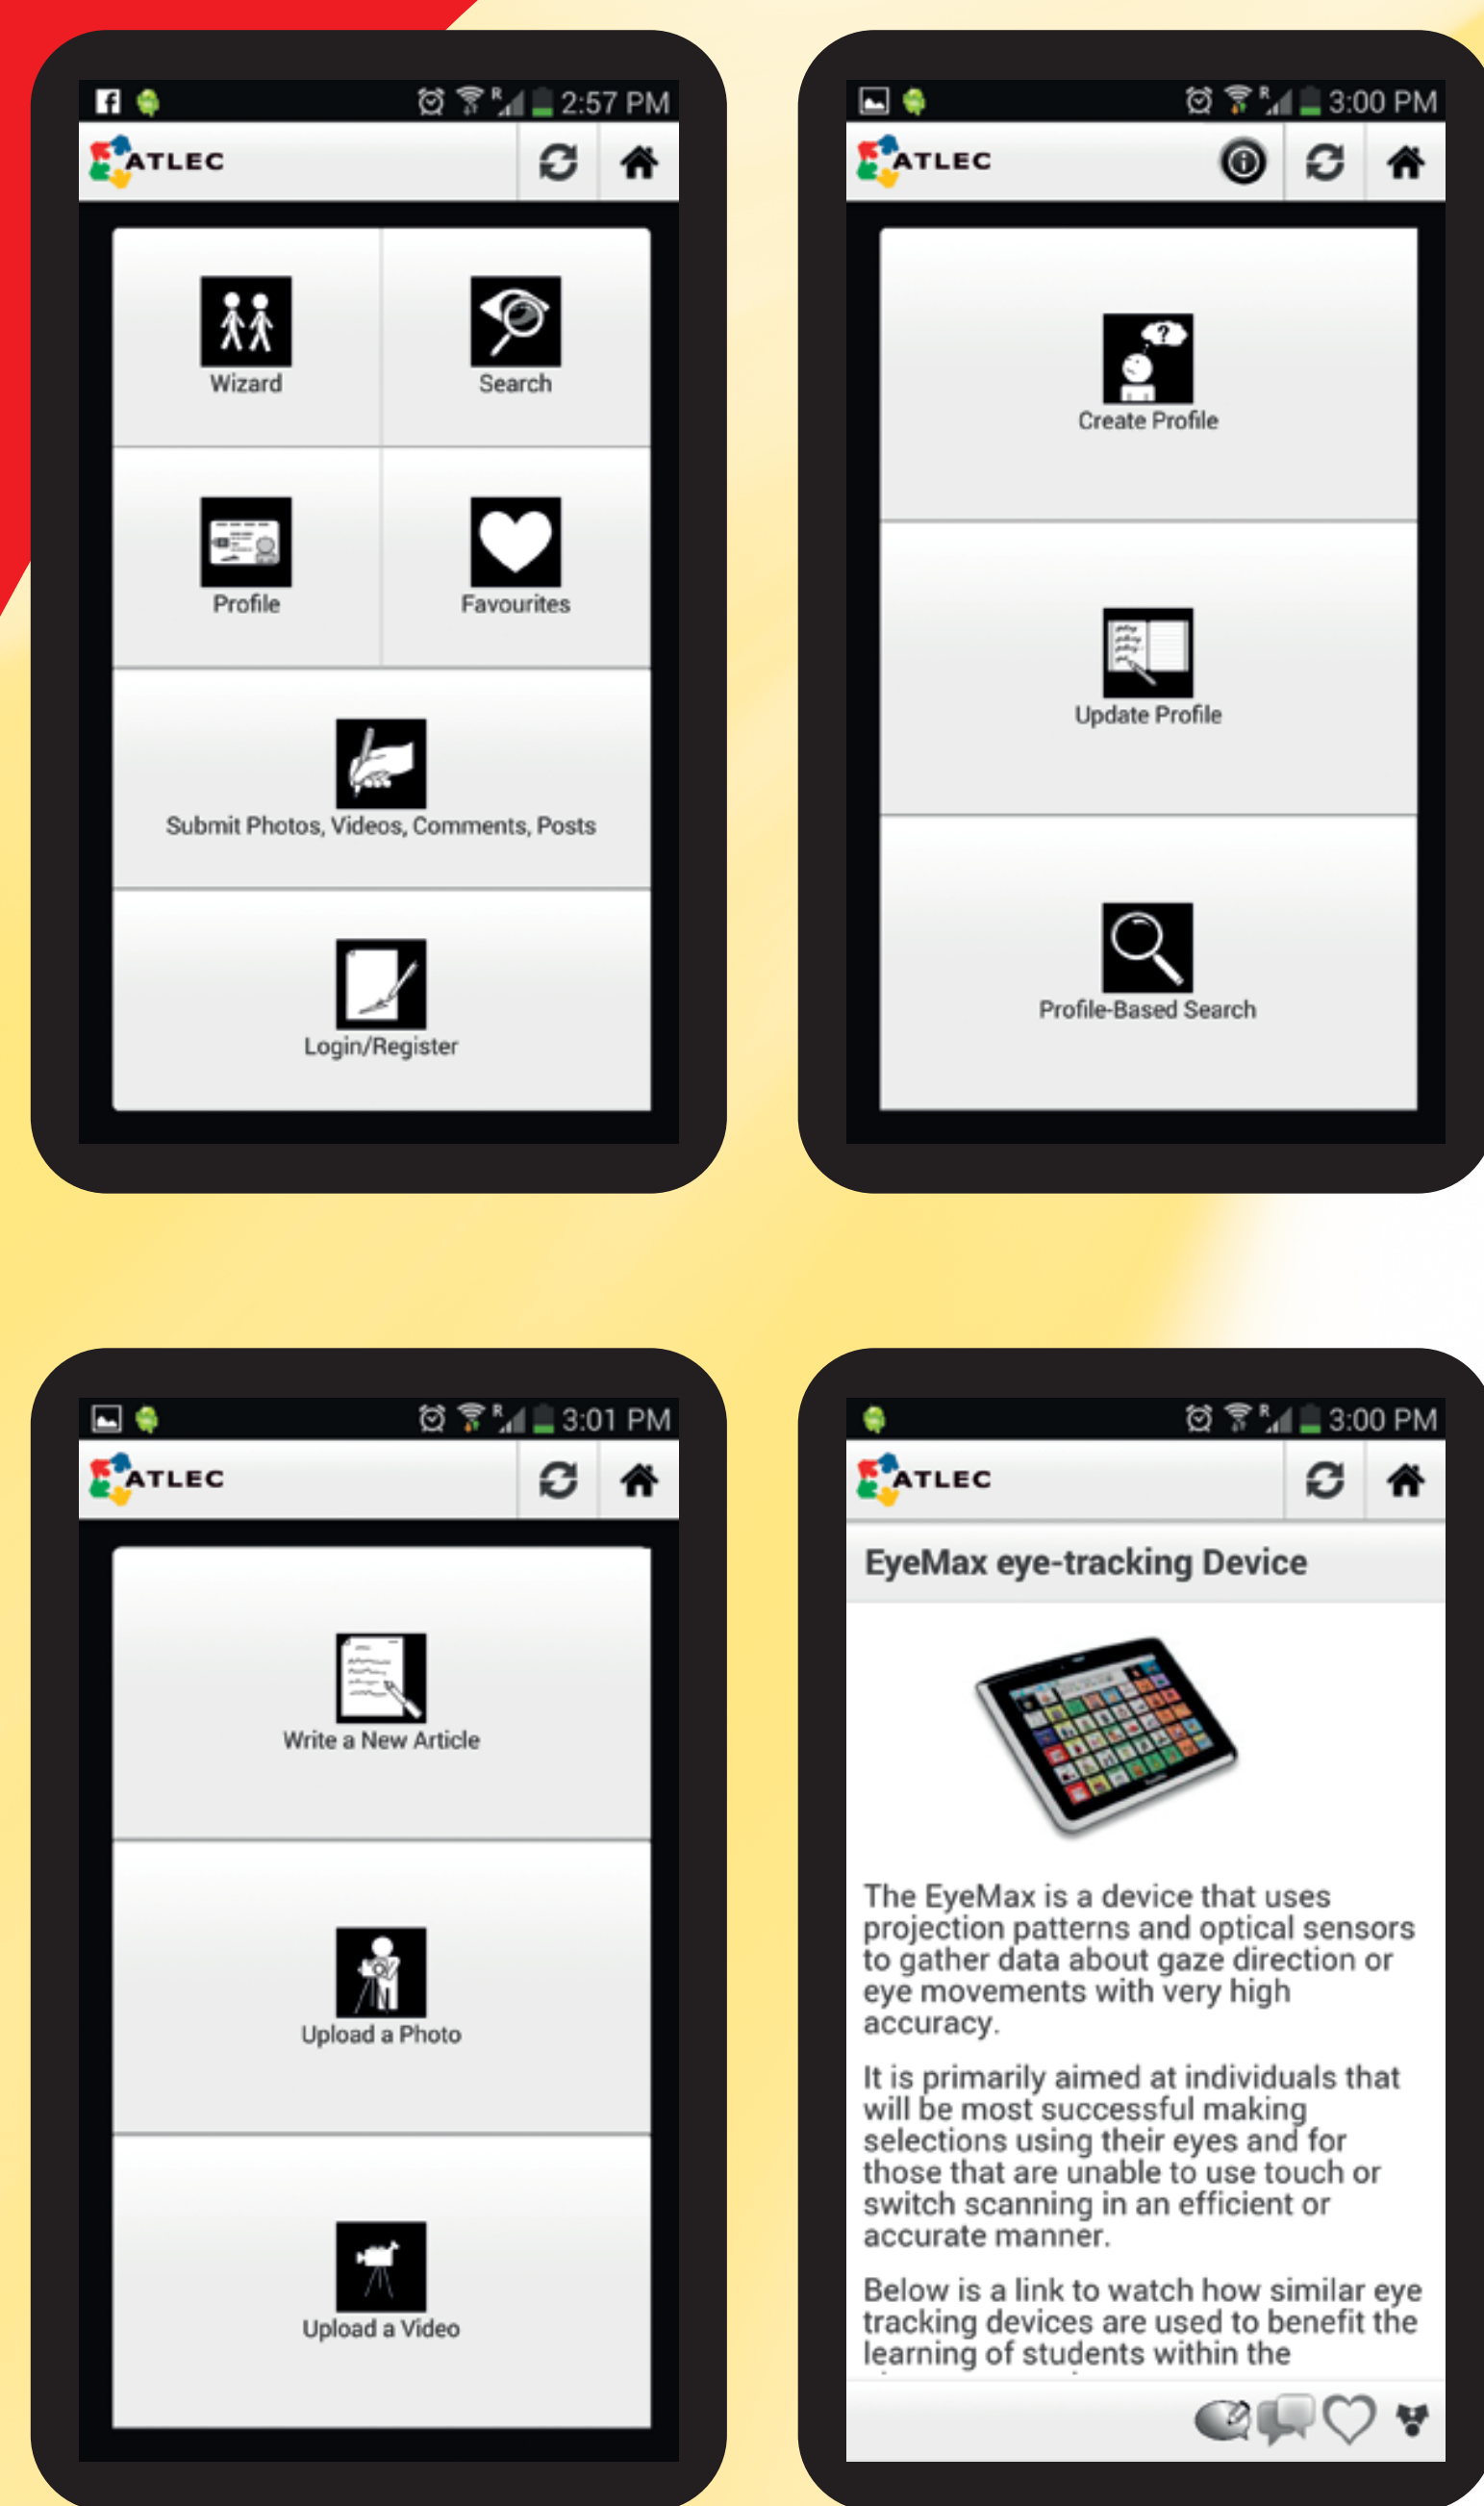 2:57 PM
ATLEC
Wizard
Search
Profile
Favourites
Submit Photos, Videos, Comments, Posts
Login/Register
R
3:00 PM
ATLEC
Create Profile
Update Profile
Profile-Based Search
R
3:01 PM
ATLEC
Write a New Article
Upload a Photo
Upload a Video
R
3:00 PM
ATLEC
EyeMax eye-tracking Device
The EyeMax is a device that uses
projection patterns and optical sensors
to gather data about gaze direction or
eye movements with very high
accuracy.
It is primarily aimed at individuals that
will be most successful making
selections using their eyes and for
those that are unable to use touch or
switch scanning in an efficient or
accurate manner.
Below is a link to watch how similar eye
tracking devices are used to benefit the
learning of students within the